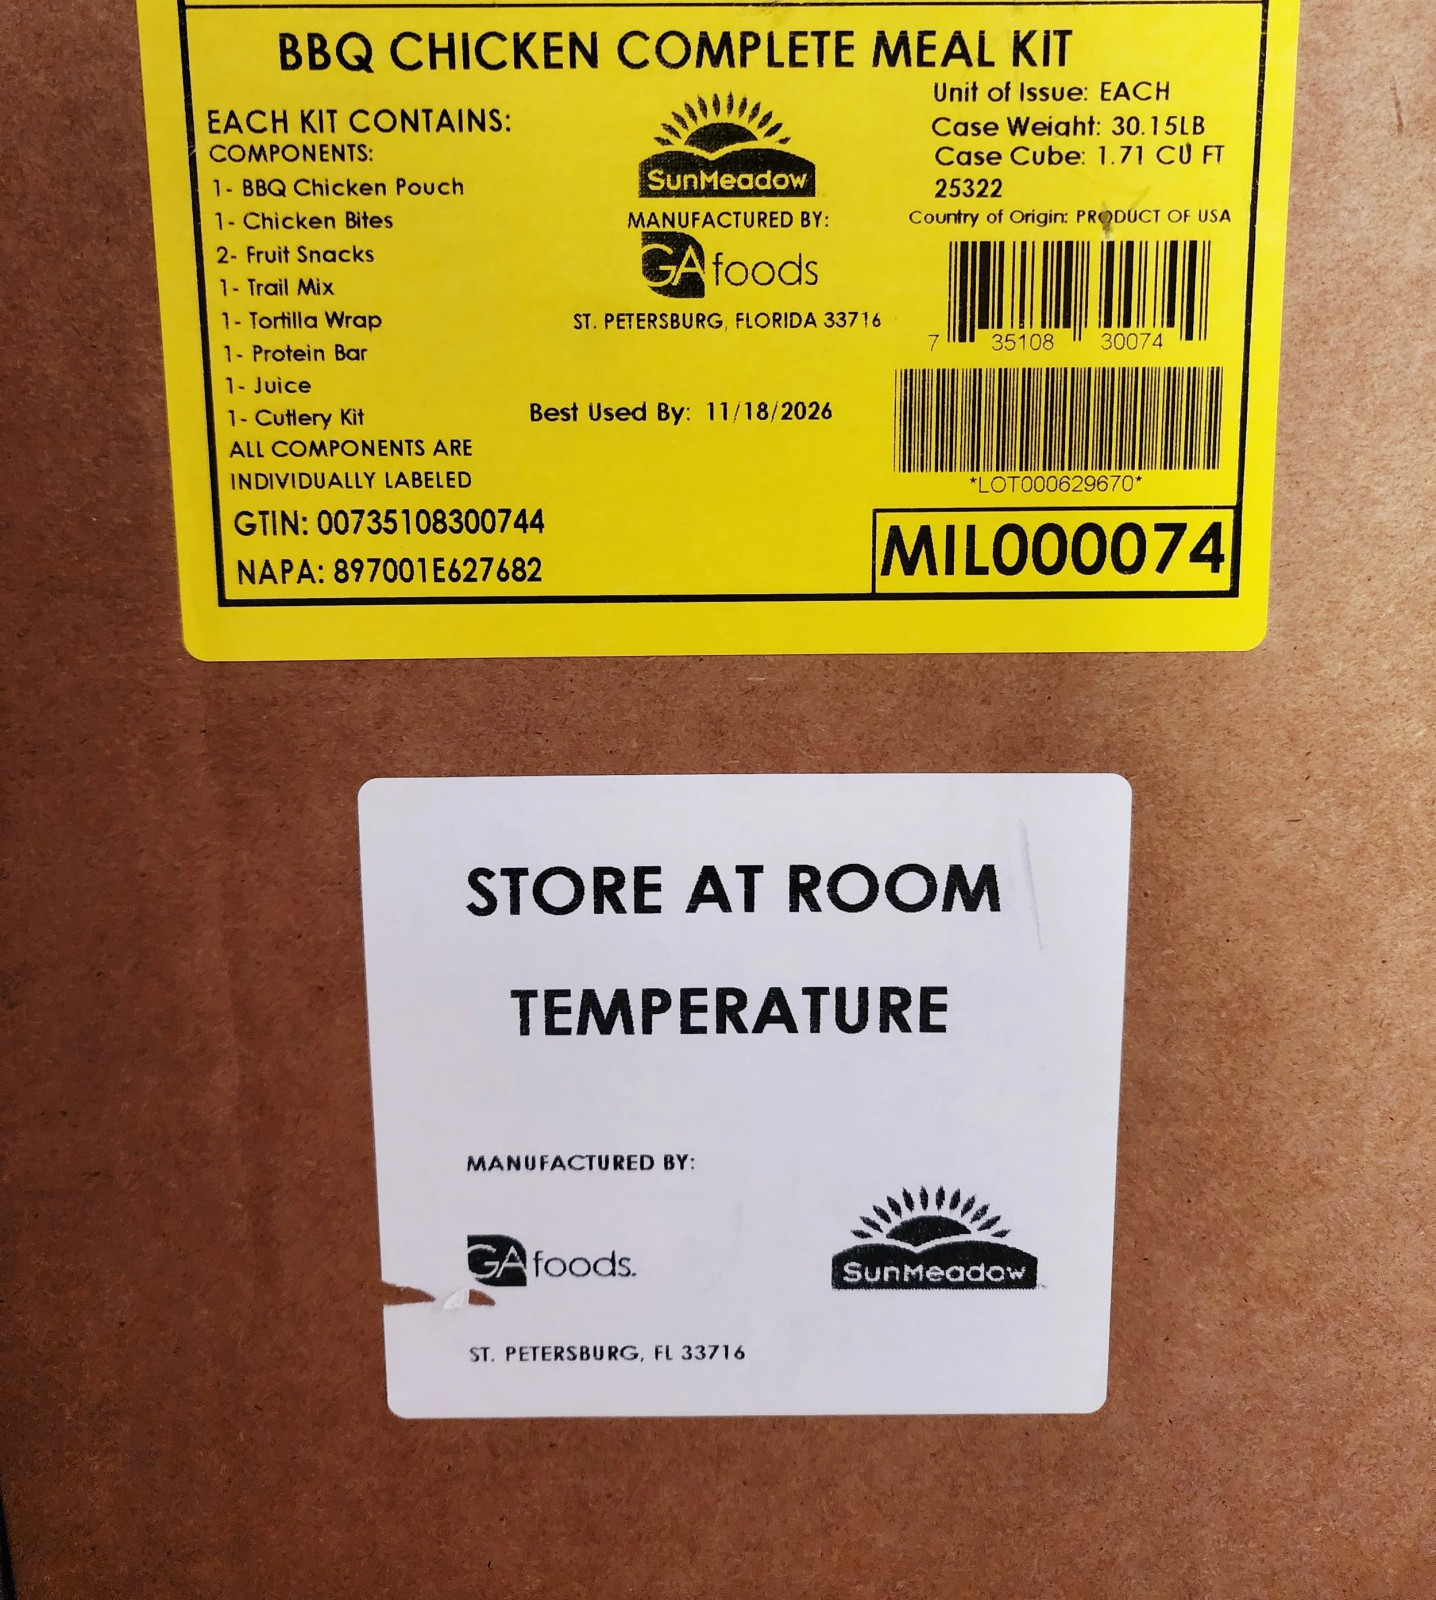 BBQ CHICKEN COMPLETE MEAL KIT
EACH KIT CONTAINS:
COMPONENTS:
1- BBQ Chicken Pouch
1- Chicken Bites
2- Fruit Snacks
1- Trail Mix
1- Tortilla Wrap
1- Protein Bar
1- Juice
1- Cutlery Kit
ALL COMPONENTS ARE
INDIVIDUALLY LABELED
GTIN: 00735108300744
NAPA: 897001E627682
SunMeadow
MANUFACTURED BY:
GA foods
ST. PETERSBURG, FLORIDA 33716
Best Used By: 11/18/2026
Unit of Issue: EACH
Case Weight: 30.15LB
Case Cube: 1.71 CU FT
25322
Country of Origin: PRODUCT OF USA
7 35108 30074
*LOT000629670*
MIL000074
STORE AT ROOM
TEMPERATURE
MANUFACTURED BY:
GA foods.
SunMeadow
ST. PETERSBURG, FL 33716